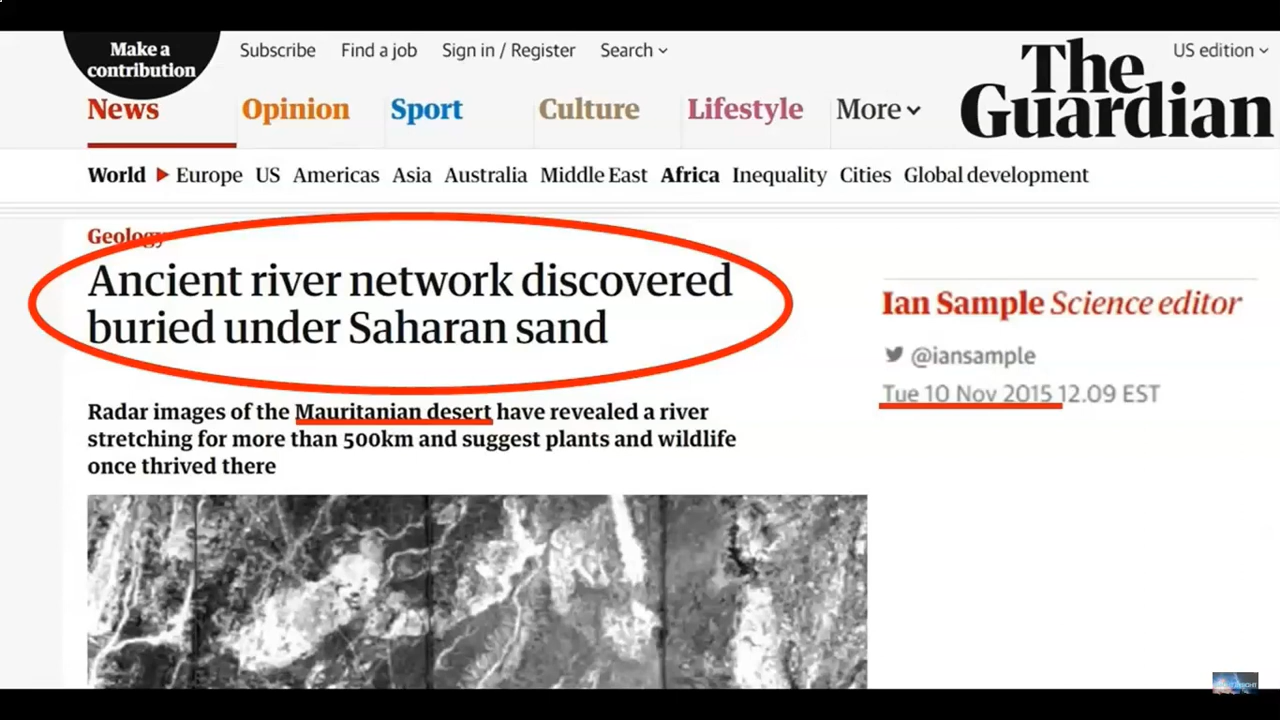 Make a
contribution
Subscribe Find a job Sign in / Register Search US edition
The
Guardian
News Opinion Sport Culture Lifestyle More
World Europe US Americas Asia Australia Middle East Africa Inequality Cities Global development
Geology
Ancient river network discovered
buried under Saharan sand
Radar images of the Mauritanian desert have revealed a river
stretching for more than 500km and suggest plants and wildlife
once thrived there
Ian Sample Science editor
@iansample
Tue 10 Nov 2015 12.09 EST